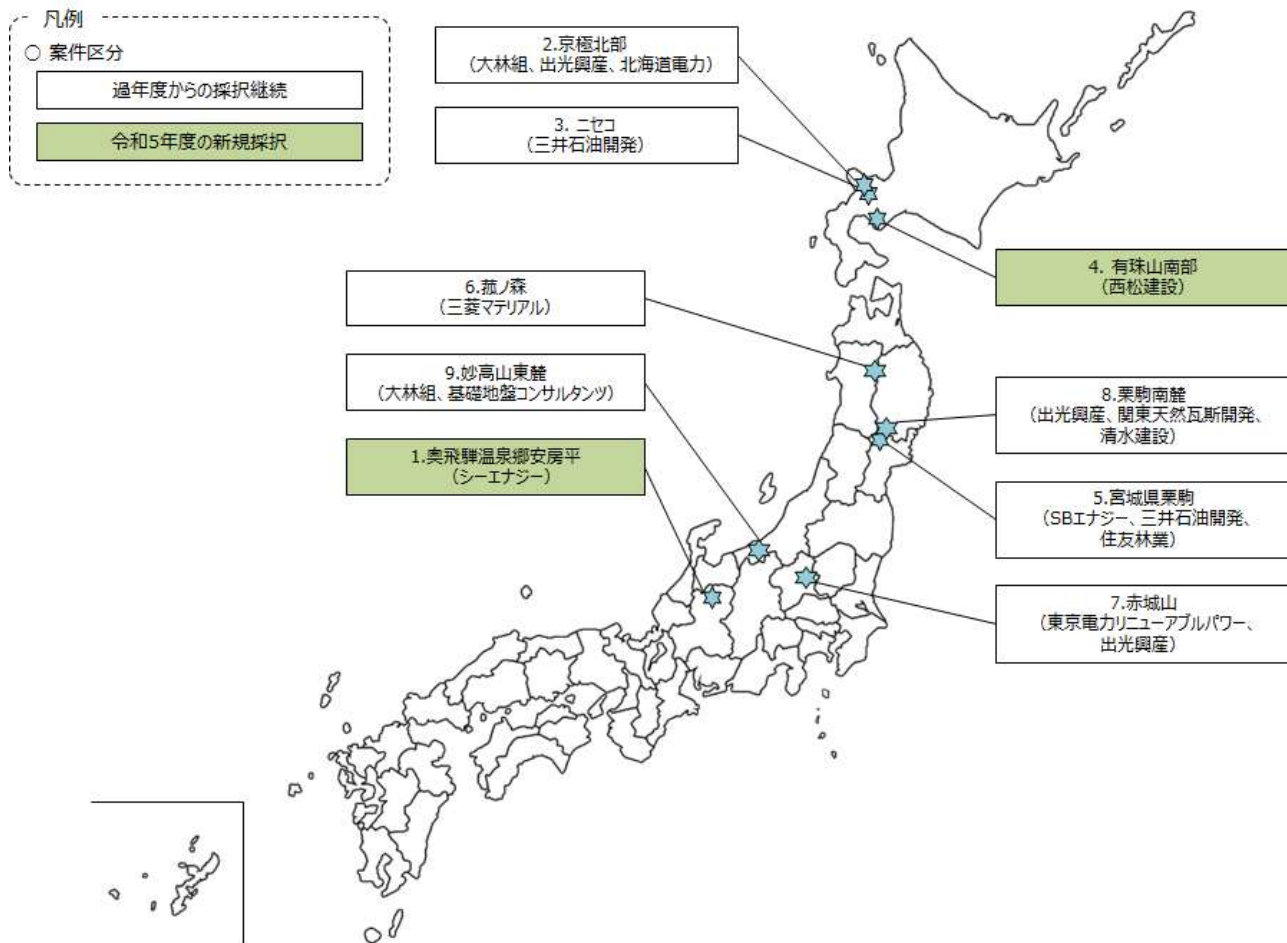 凡例
○ 案件区分
過年度からの採択継続
令和5年度の新規採択
2.京極北部
（大林組、出光興産、北海道電力）
3. ニセコ
（三井石油開発）
4. 有珠山南部
（西松建設）
6.菰ノ森
（三菱マテリアル）
9.妙高山東麓
（大林組、基礎地盤コンサルタンツ）
1.奥飛騨温泉郷安房平
（シーエナジー）
8.栗駒南麓
（出光興産、関東天然瓦斯開発、
清水建設）
5.宮城県栗駒
（SBエナジー、三井石油開発、
住友林業）
7.赤城山
（東京電力リニューアブルパワー、
出光興産）